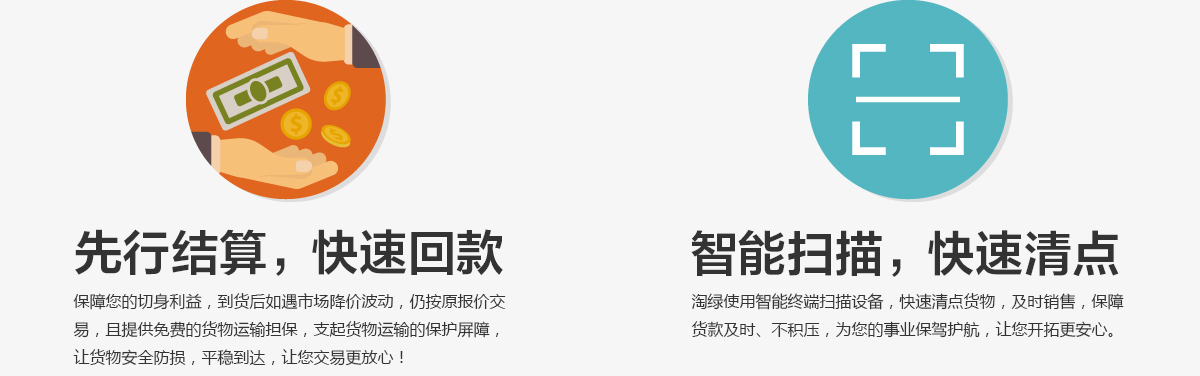 先行结算，快速回款
保障您的切身利益，到货后如遇市场降价波动，仍按原报价交
易，且提供免费的货物运输担保，支起货物运输的保护屏障，
让货物安全防损，平稳到达，让您交易更放心！
智能扫描，快速清点
淘绿使用智能终端扫描设备，快速清点货物，及时销售，保障
货款及时、不积压，为您的事业保驾护航，让您开拓更安心。